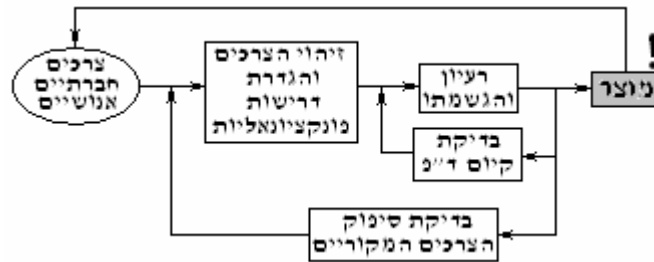 צרכים
חברתיים
אנושיים
זיהוי הצרכים
והגדרת
דרישות
פונקציונאליות
רעיון
והגשמתו
מוצר
!
בדיקת
קיום ד"פ
בדיקת סיפוק
הצרכים המקוריים